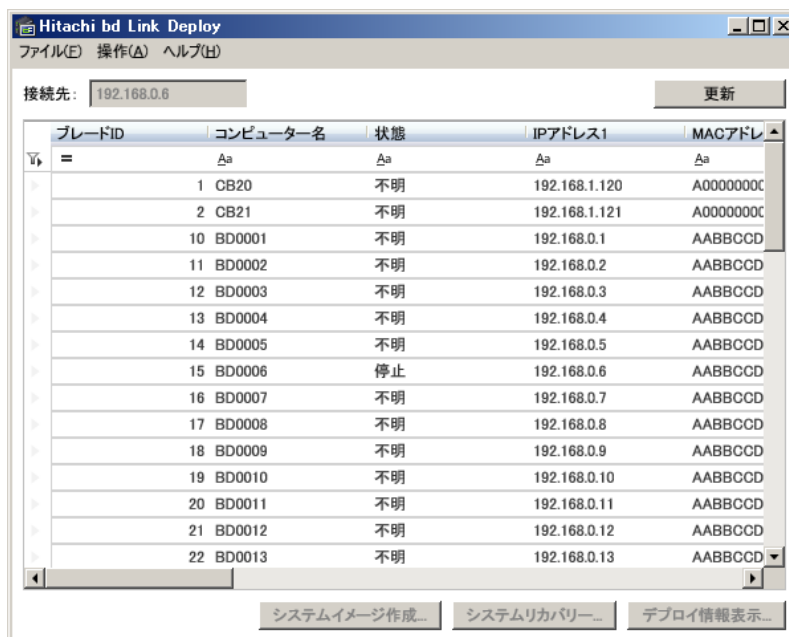 Hitachi bd Link Deploy
ファイル(F) 操作(A) ヘルプ(H)
接続先: 192.168.0.6 更新
ブレードID コンピューター名 状態 IPアドレス1 MACアドレ
= Aa Aa Aa Aa
1 CB20 不明 192.168.1.120 A00000000
2 CB21 不明 192.168.1.121 A00000000
10 BD0001 不明 192.168.0.1 AABBCCD
11 BD0002 不明 192.168.0.2 AABBCCD
12 BD0003 不明 192.168.0.3 AABBCCD
13 BD0004 不明 192.168.0.4 AABBCCD
14 BD0005 不明 192.168.0.5 AABBCCD
15 BD0006 停止 192.168.0.6 AABBCCD
16 BD0007 不明 192.168.0.7 AABBCCD
17 BD0008 不明 192.168.0.8 AABBCCD
18 BD0009 不明 192.168.0.9 AABBCCD
19 BD0010 不明 192.168.0.10 AABBCCD
20 BD0011 不明 192.168.0.11 AABBCCD
21 BD0012 不明 192.168.0.12 AABBCCD
22 BD0013 不明 192.168.0.13 AABBCCD
システムイメージ作成... システムリカバリー... デプロイ情報表示...